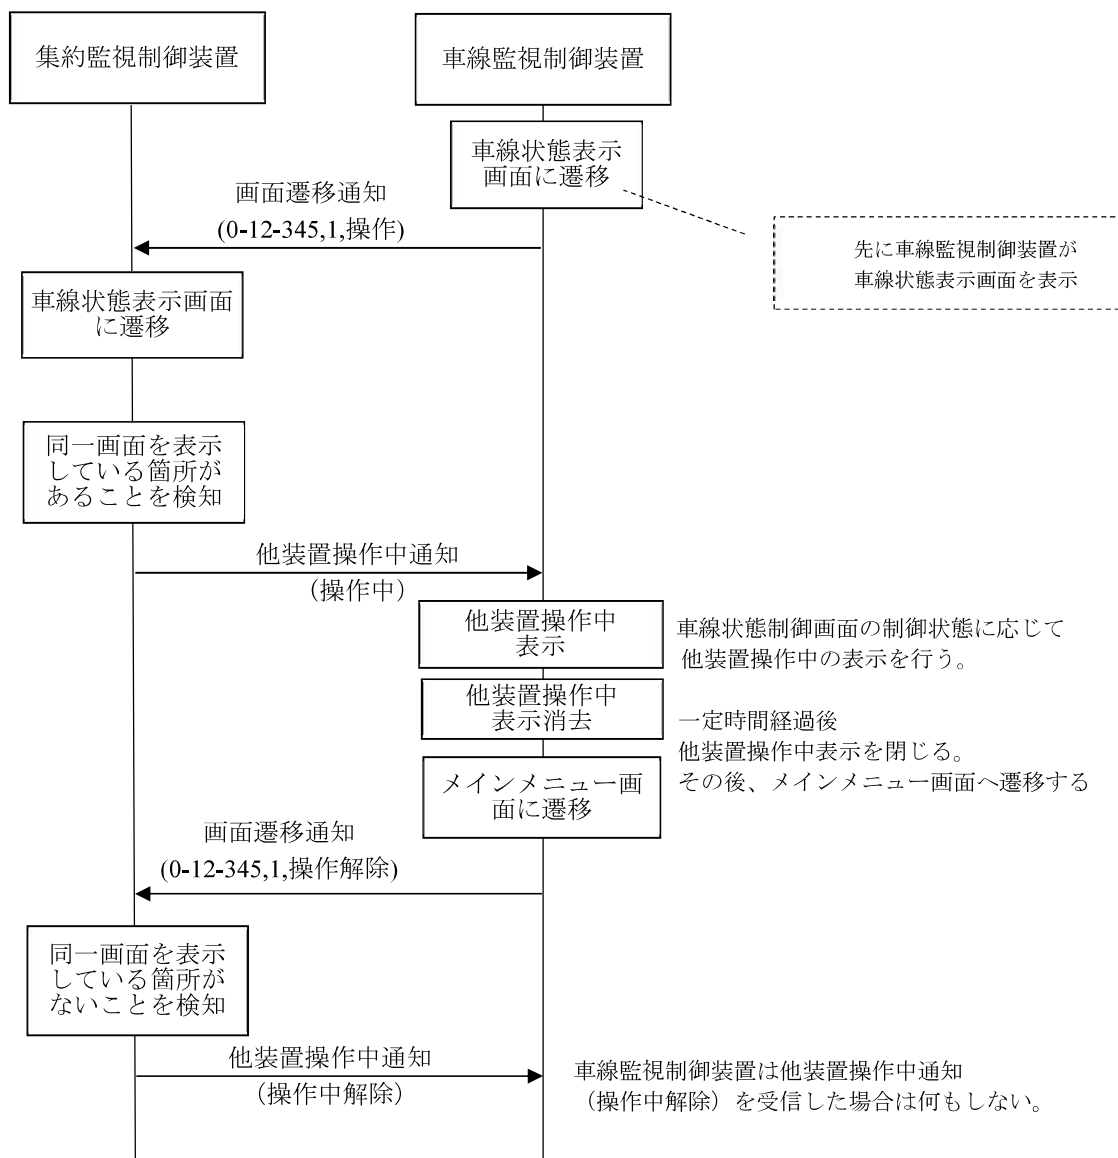 集約監視制御装置
車線監視制御装置
車線状態表示
画面に遷移
画面遷移通知
(0-12-345,1,操作)
先に車線監視制御装置が
車線状態表示画面を表示
車線状態表示画面
に遷移
同一画面を表示
している箇所が
あることを検知
他装置操作中通知
（操作中）
他装置操作中
表示
車線状態制御画面の制御状態に応じて
他装置操作中の表示を行う。
他装置操作中
表示消去
一定時間経過後
他装置操作中表示を閉じる。
その後、メインメニュー画面へ遷移する
メインメニュー画
面に遷移
画面遷移通知
(0-12-345,1,操作解除)
同一画面を表示
している箇所が
ないことを検知
他装置操作中通知
（操作中解除）
車線監視制御装置は他装置操作中通知
（操作中解除）を受信した場合は何もしない。